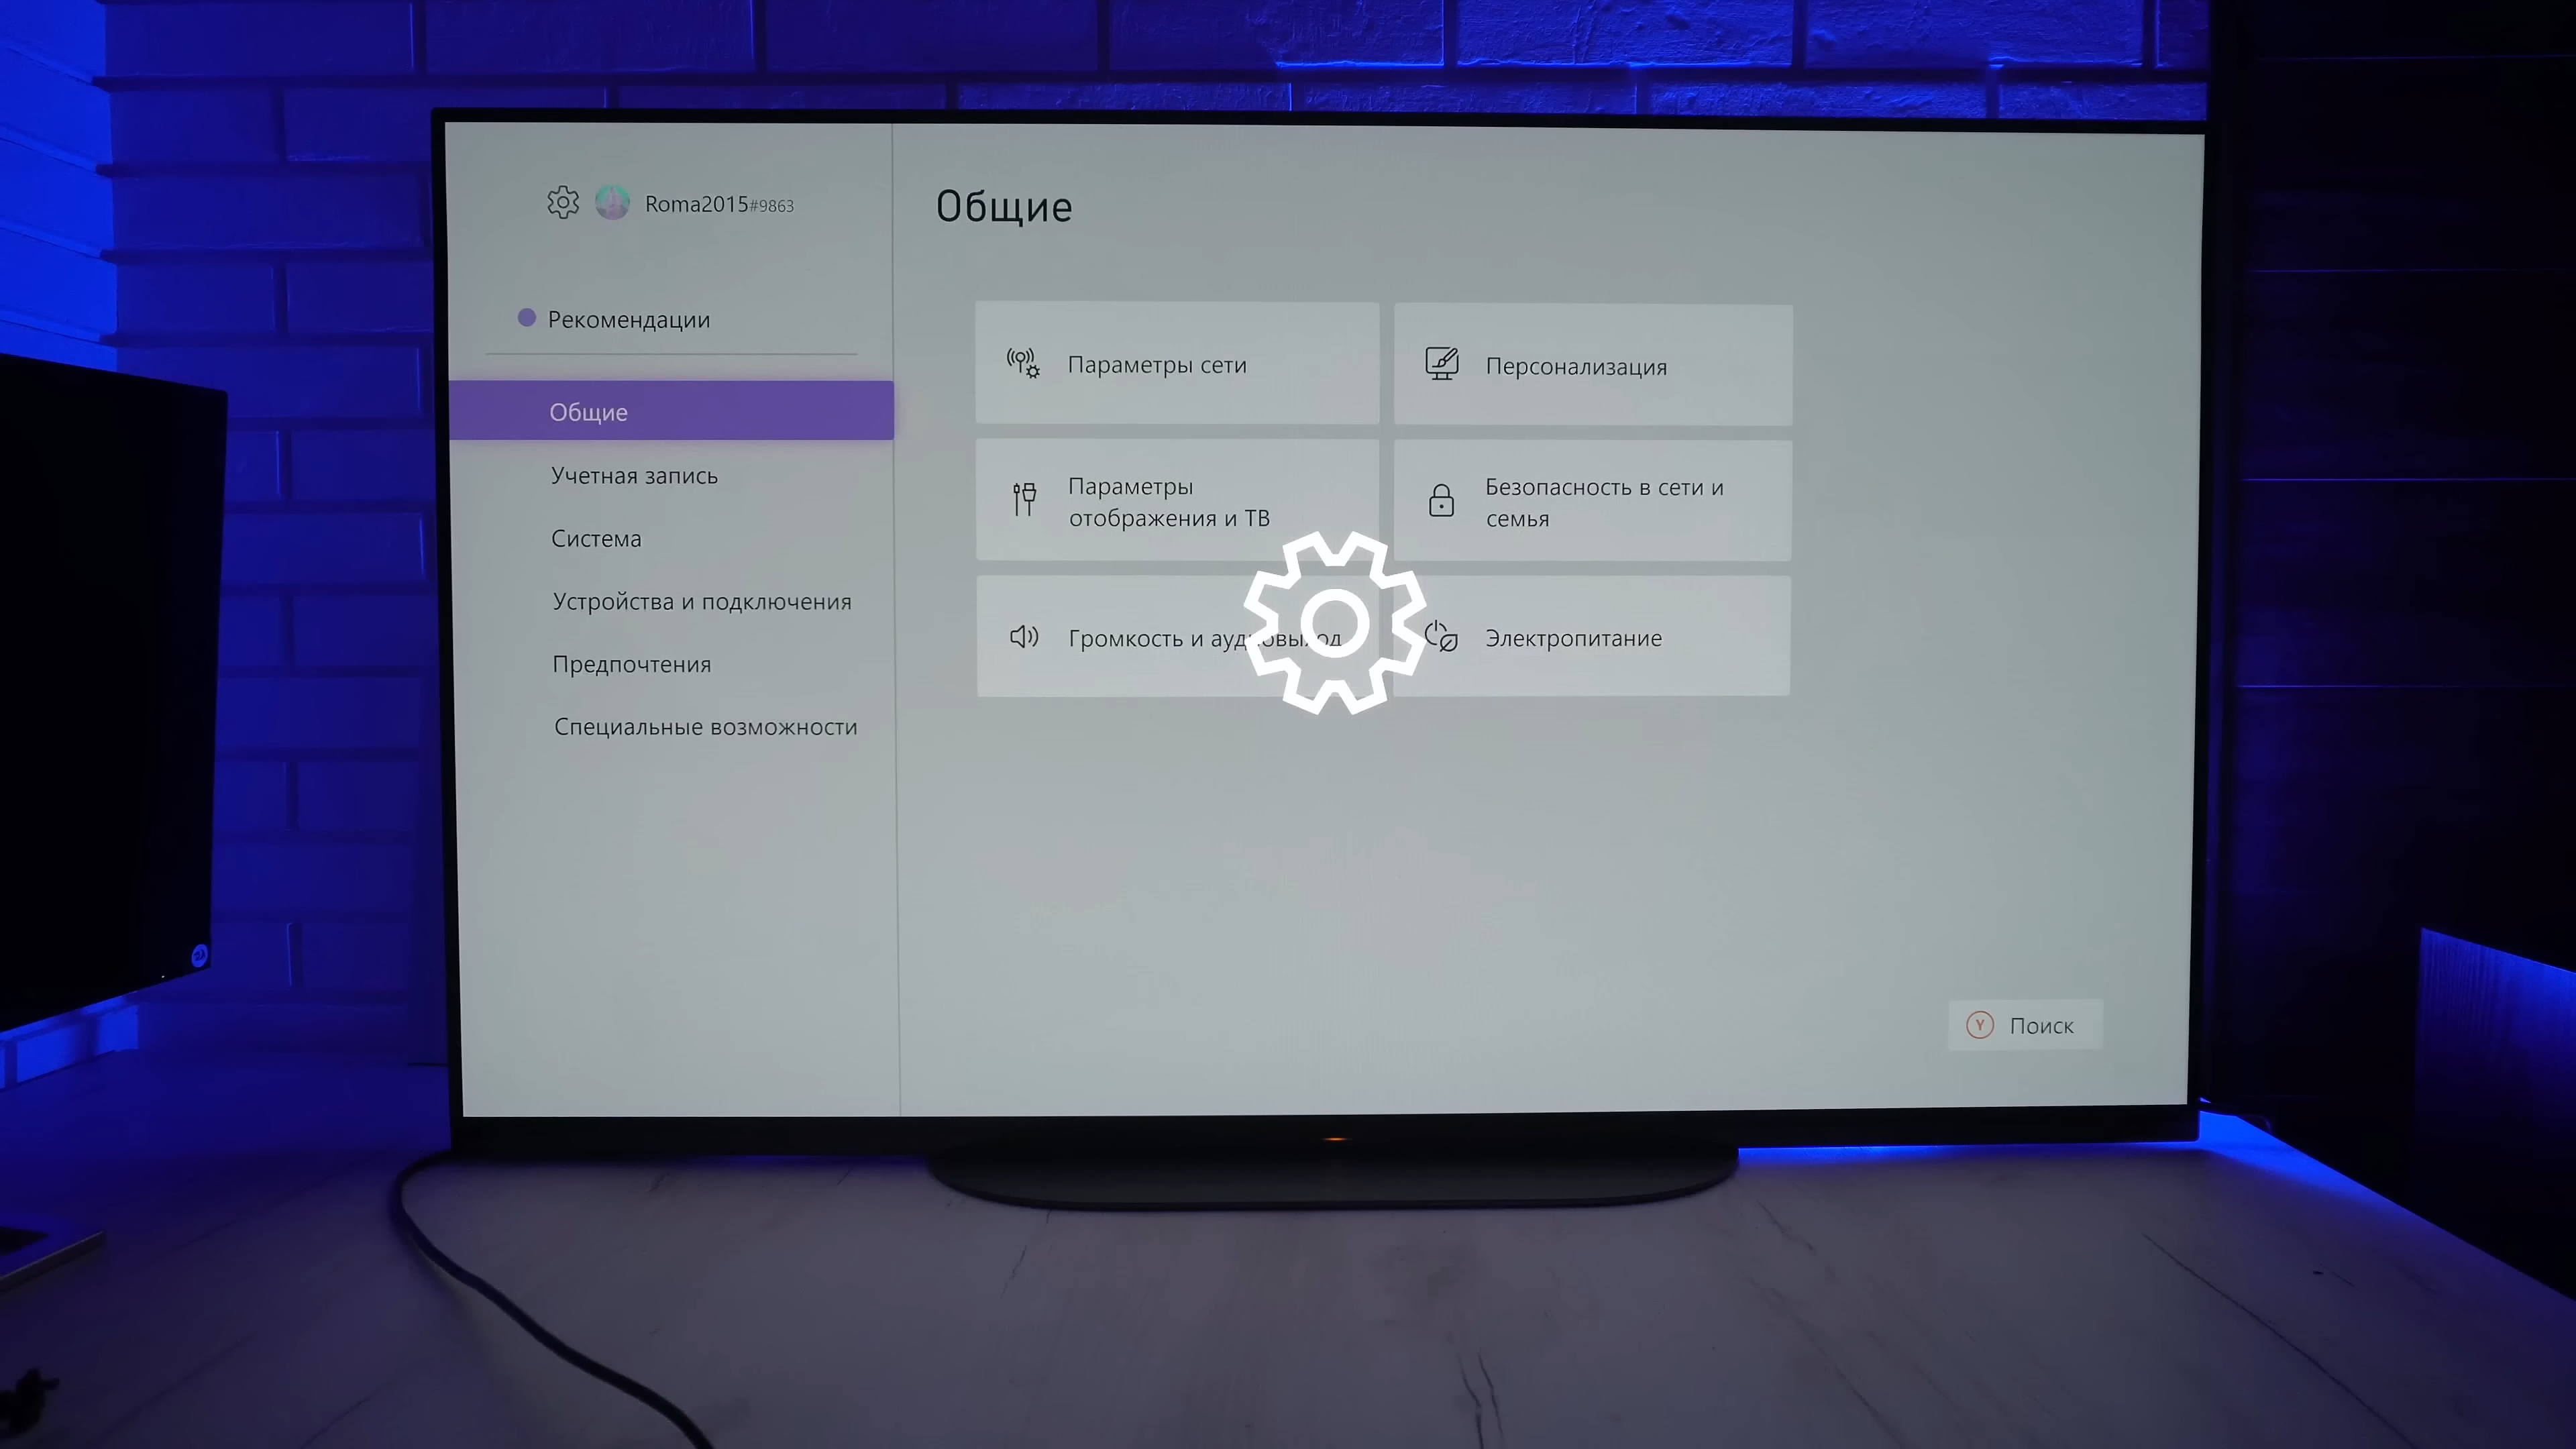 Roma2015#9863
Рекомендации
Общие
Учетная запись
Система
Устройства и подключения
Предпочтения
Специальные возможности
Общие
Параметры сети
Персонализация
Параметры
отображения и ТВ
Безопасность в сети и
семья
Громкость и аудиовыход
Электропитание
Y Поиск